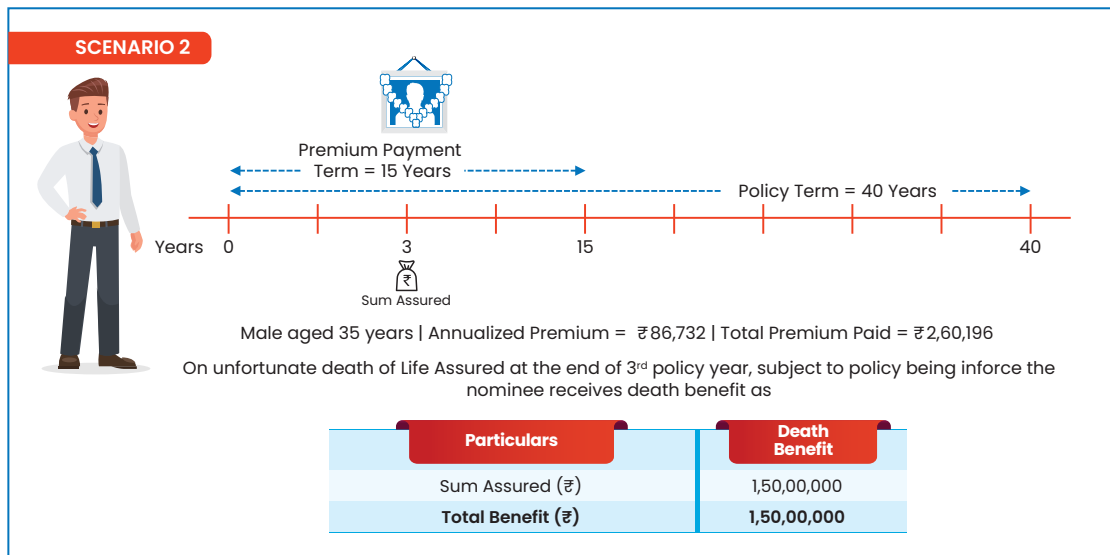 SCENARIO 2
Premium Payment
Term = 15 Years
Policy Term = 40 Years
Years 0 3 15 40
₹
Sum Assured
Male aged 35 years | Annualized Premium = ₹86,732 | Total Premium Paid = ₹2,60,196
On unfortunate death of Life Assured at the end of 3rd policy year, subject to policy being inforce the
nominee receives death benefit as
Particulars
Death
Benefit
Sum Assured (₹) 1,50,00,000
Total Benefit (₹) 1,50,00,000